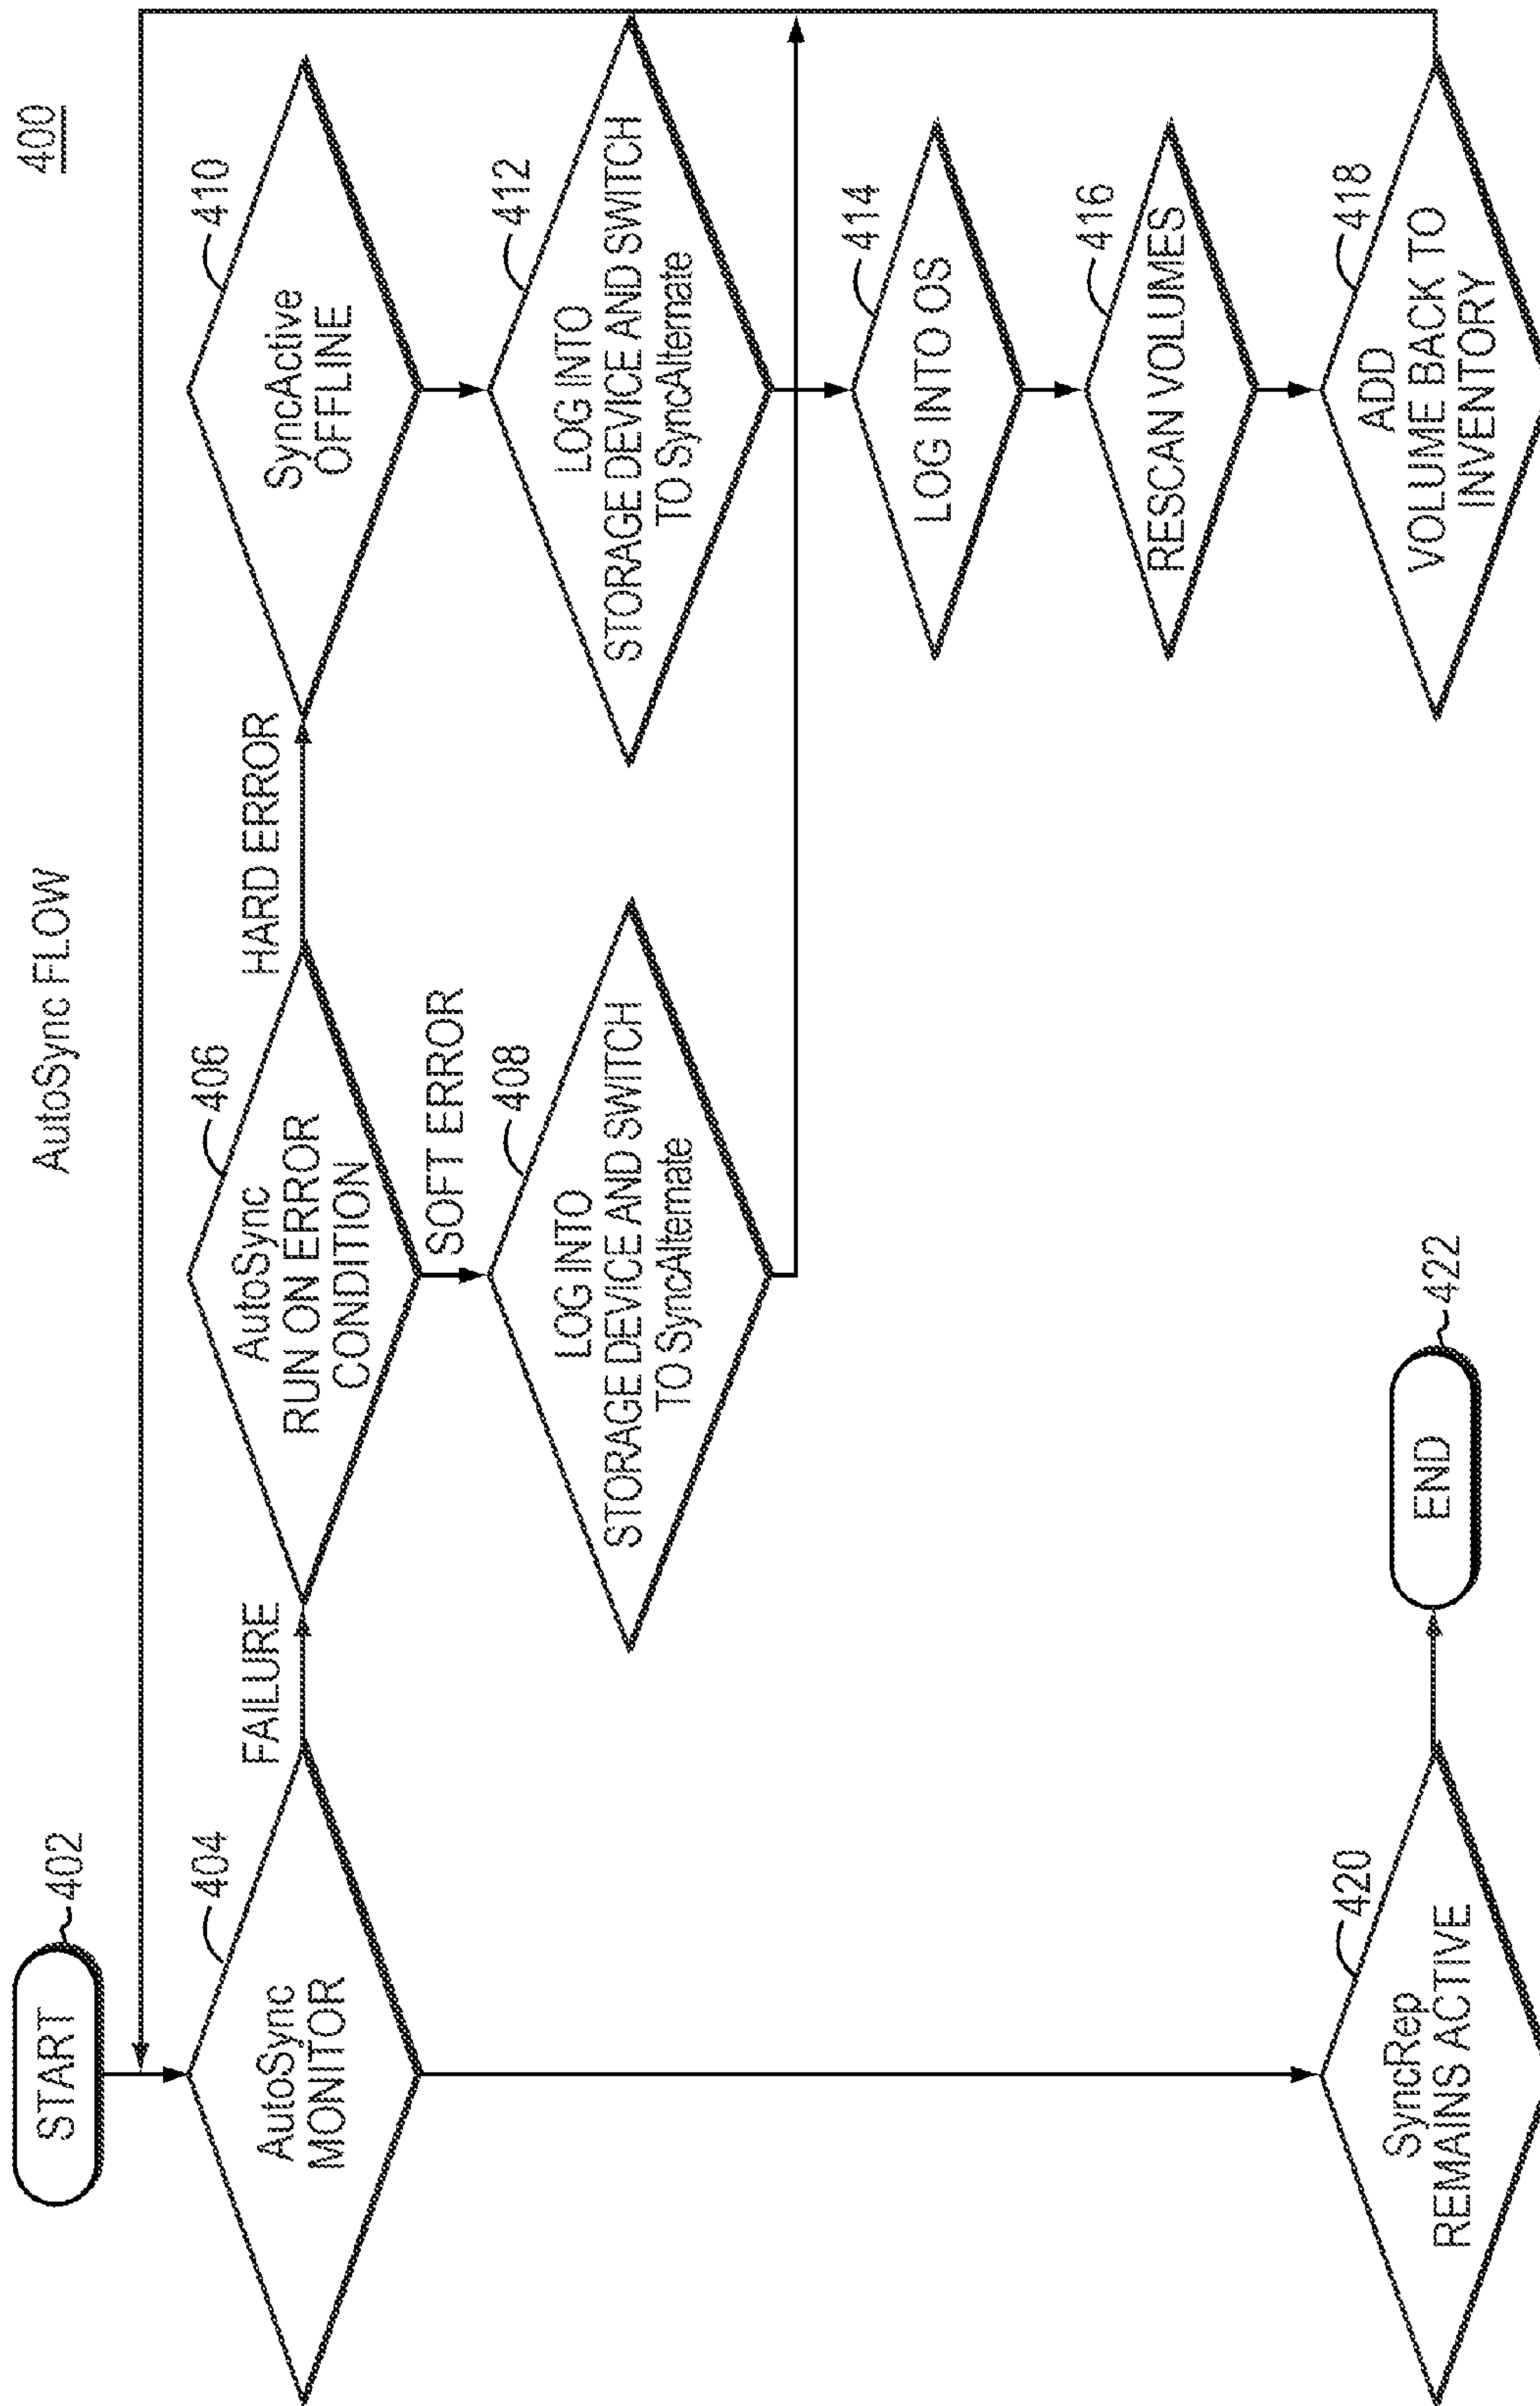 400
AutoSync FLOW
START
402
404
AutoSync
MONITOR
FAILURE
406
AutoSync
RUN ON ERROR
CONDITION
HARD ERROR
410
SyncActive
OFFLINE
SOFT ERROR
408
LOG INTO
STORAGE DEVICE AND SWITCH
TO SyncAlternate
412
LOG INTO
STORAGE DEVICE AND SWITCH
TO SyncAlternate
414
LOG INTO OS
416
RESCAN VOLUMES
418
ADD
VOLUME BACK TO
INVENTORY
420
SyncRep
REMAINS ACTIVE
END
422